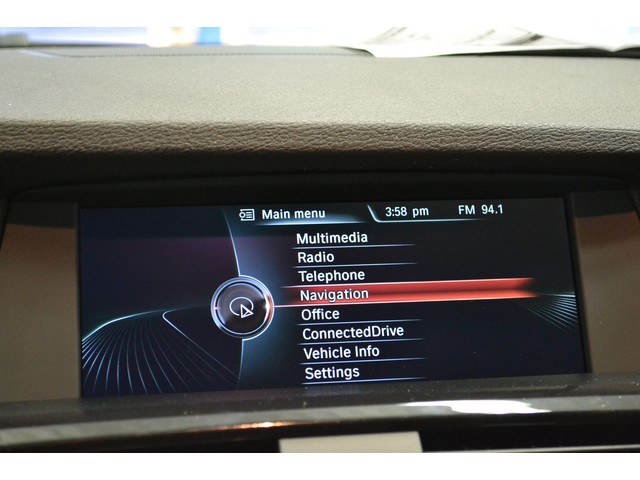 Main menu 3:58 pm FM 94.1
Multimedia
Radio
Telephone
Navigation
Office
ConnectedDrive
Vehicle Info
Settings